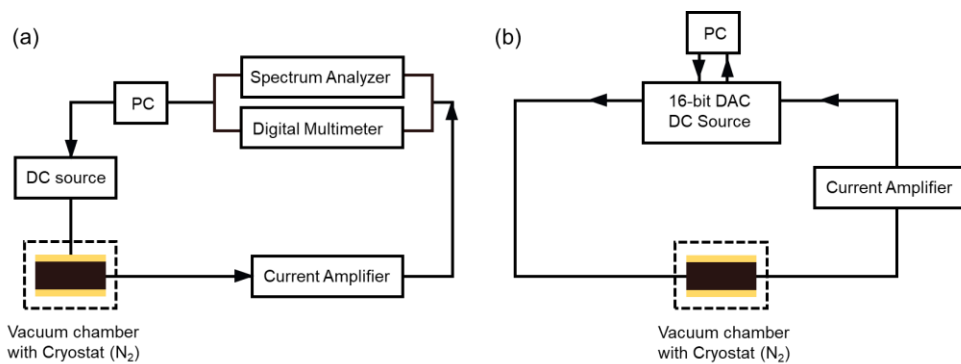 (a)
Spectrum Analyzer
PC
Digital Multimeter
DC source
Current Amplifier
Vacuum chamber
with Cryostat (N₂)
(b)
PC
16-bit DAC
DC Source
Current Amplifier
Vacuum chamber
with Cryostat (N₂)